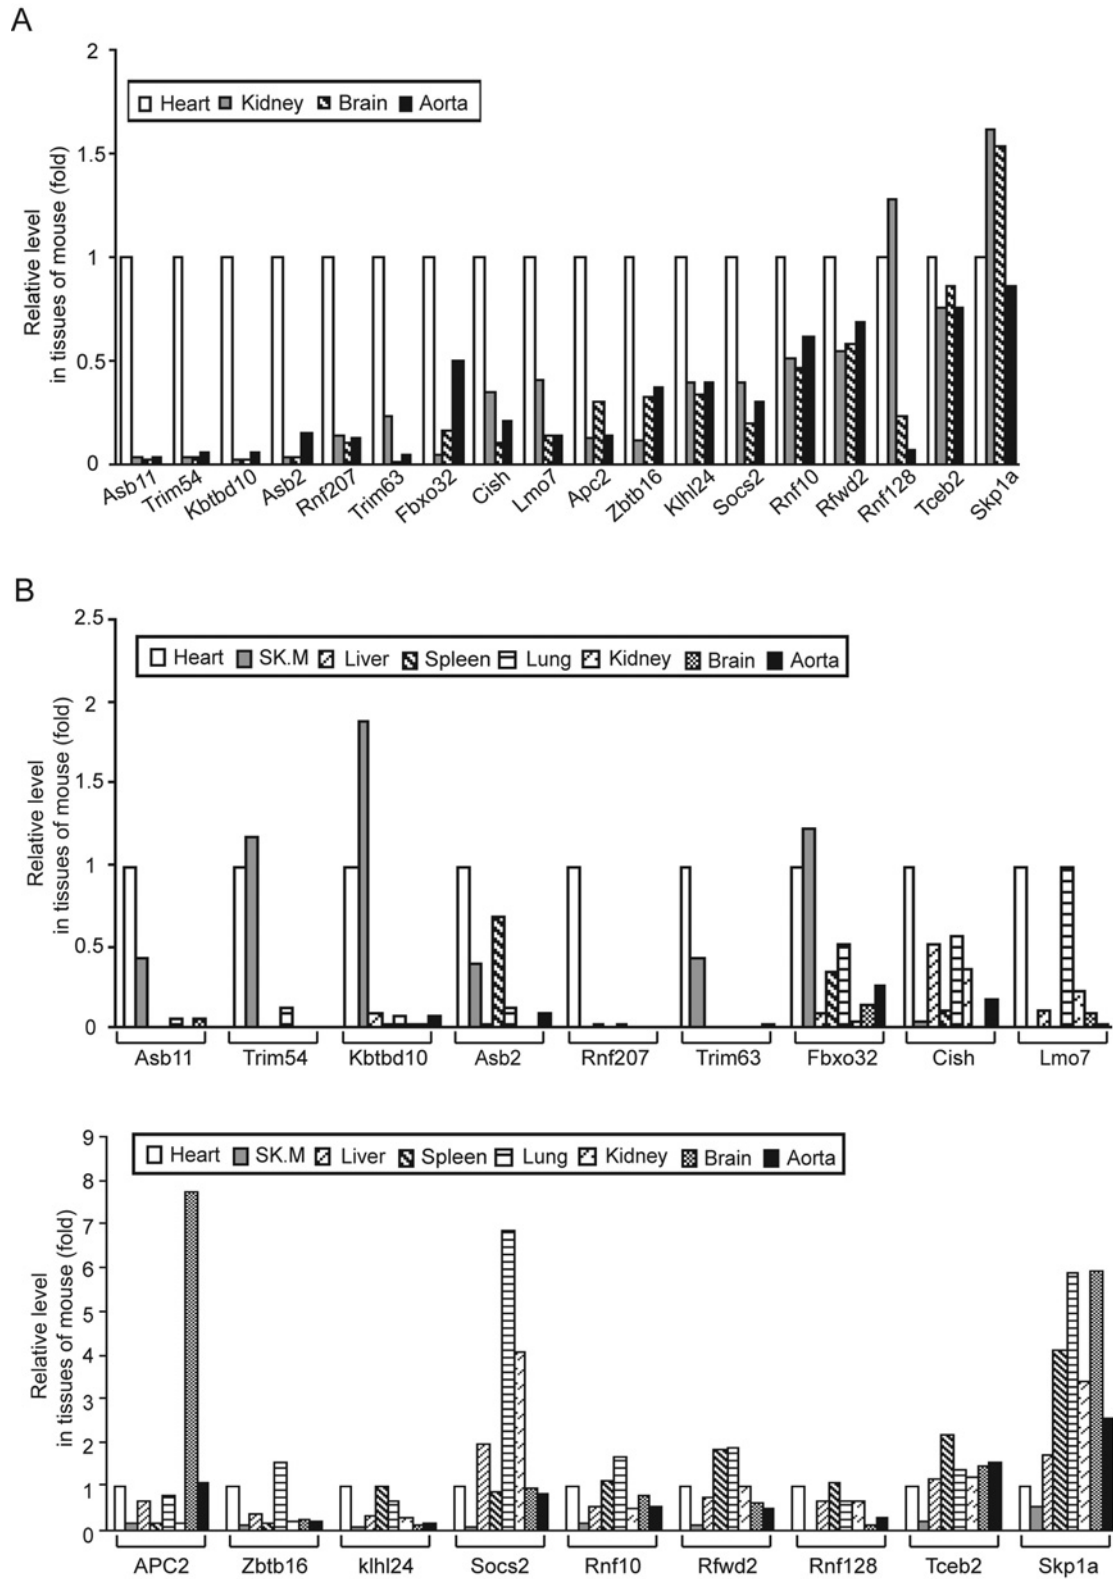 A
2
1.5
1
0.5
0
Relative level
in tissues of mouse (fold)
Heart Kidney Brain Aorta
Asb11 Trim54 Kbtbd10 Asb2 Rnf207 Trim63 Fbxo32 Cish Lmo7 Apc2 Zbtb16 Klhl24 Socs2 Rnf10 Rfwd2 Rnf128 Tceb2 Skp1a
B
2.5
2
1.5
1
0.5
0
Relative level
in tissues of mouse (fold)
Heart SK.M Liver Spleen Lung Kidney Brain Aorta
Asb11 Trim54 Kbtbd10 Asb2 Rnf207 Trim63 Fbxo32 Cish Lmo7
9
8
7
6
5
4
3
2
1
0
Relative level
in tissues of mouse (fold)
Heart SK.M Liver Spleen Lung Kidney Brain Aorta
APC2 Zbtb16 klhl24 Socs2 Rnf10 Rfwd2 Rnf128 Tceb2 Skp1a